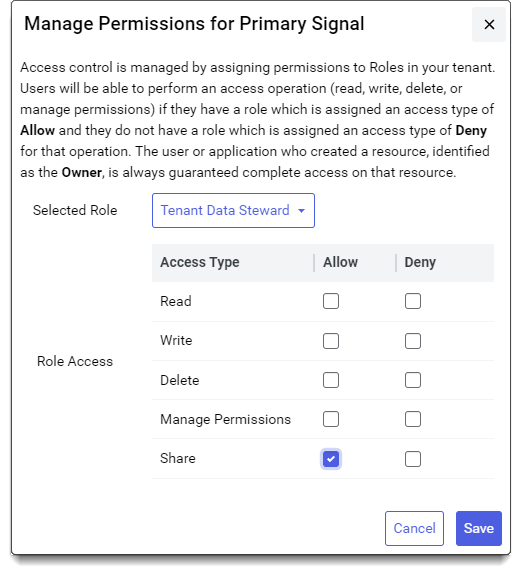 Manage Permissions for Primary Signal
Access control is managed by assigning permissions to Roles in your tenant.
Users will be able to perform an access operation (read, write, delete, or
manage permissions) if they have a role which is assigned an access type of
Allow and they do not have a role which is assigned an access type of Deny
for that operation. The user or application who created a resource, identified
as the Owner, is always guaranteed complete access on that resource.
Selected Role Tenant Data Steward
Access Type Allow Deny
Read
Write
Role Access
Delete
Manage Permissions
Share
Cancel Save